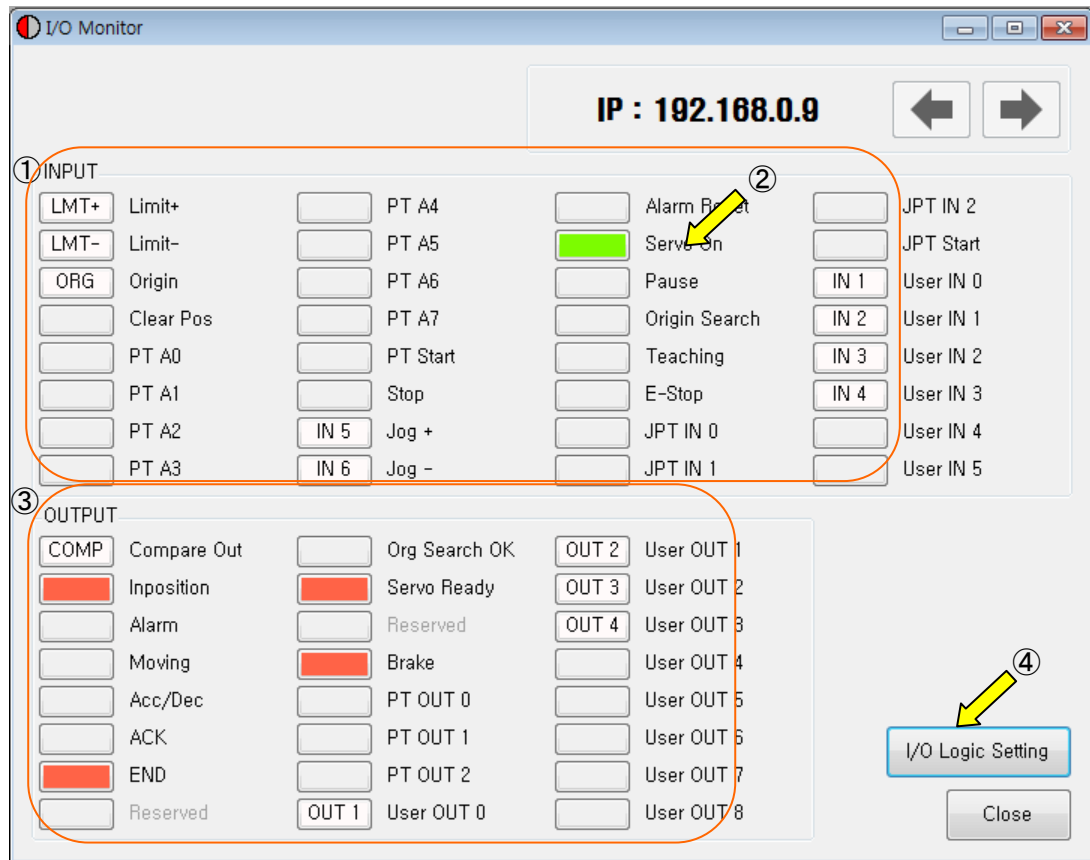 I/O Monitor
IP : 192.168.0.9
① INPUT
②
LMT+ Limit+ PT A4 Alarm Reset JPT IN 2
LMT- Limit- PT A5 Servo On JPT Start
ORG Origin PT A6 Pause IN 1 User IN 0
Clear Pos PT A7 Origin Search IN 2 User IN 1
PT A0 PT Start Teaching IN 3 User IN 2
PT A1 Stop E-Stop IN 4 User IN 3
PT A2 IN 5 Jog + JPT IN 0 User IN 4
PT A3 IN 6 Jog - JPT IN 1 User IN 5
③
OUTPUT
COMP Compare Out Org Search OK OUT 2 User OUT 1
Inposition Servo Ready OUT 3 User OUT 2
Alarm Reserved OUT 4 User OUT 3
Moving Brake User OUT 4
④
Acc/Dec PT OUT 0 User OUT 5
ACK PT OUT 1 User OUT 6
I/O Logic Setting
END PT OUT 2 User OUT 7
Reserved OUT 1 User OUT 0 User OUT 8
Close